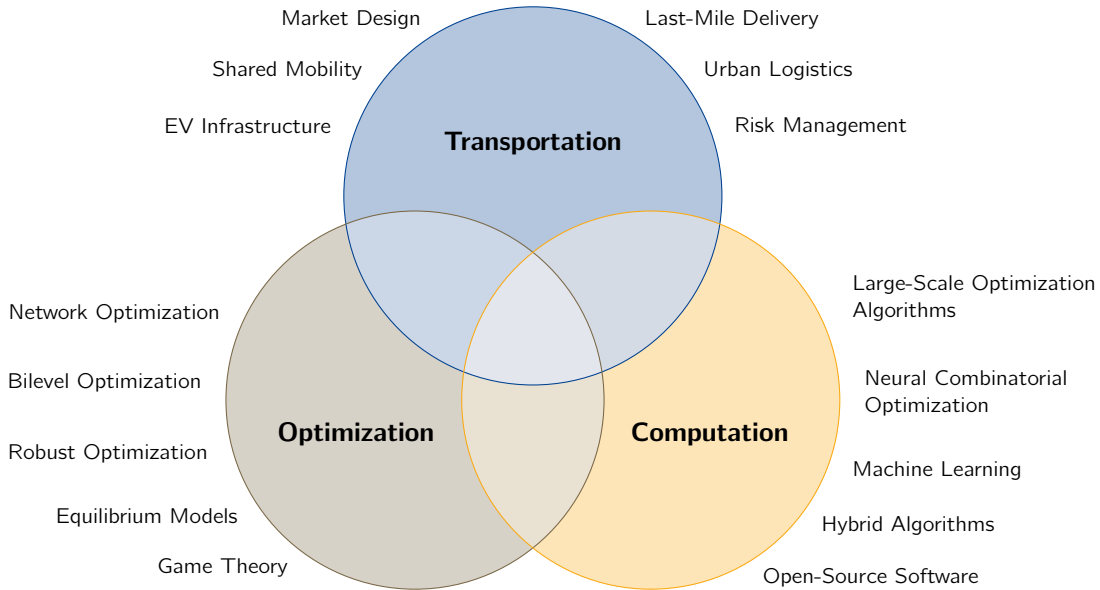 Market Design
Last-Mile Delivery
Shared Mobility
Urban Logistics
EV Infrastructure
Risk Management
Transportation
Large-Scale Optimization
Algorithms
Network Optimization
Bilevel Optimization
Neural Combinatorial
Optimization
Optimization
Computation
Robust Optimization
Machine Learning
Equilibrium Models
Hybrid Algorithms
Game Theory
Open-Source Software